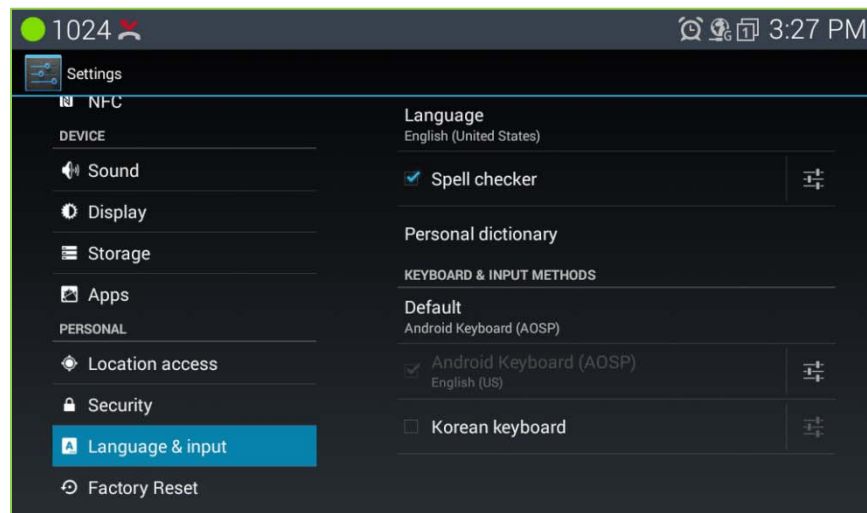 1024
3:27 PM
Settings
NFC
DEVICE
Sound
Display
Storage
Apps
PERSONAL
Location access
Security
Language & input
Factory Reset
Language
English (United States)
Spell checker
Personal dictionary
KEYBOARD & INPUT METHODS
Default
Android Keyboard (AOSP)
Android Keyboard (AOSP)
English (US)
Korean keyboard